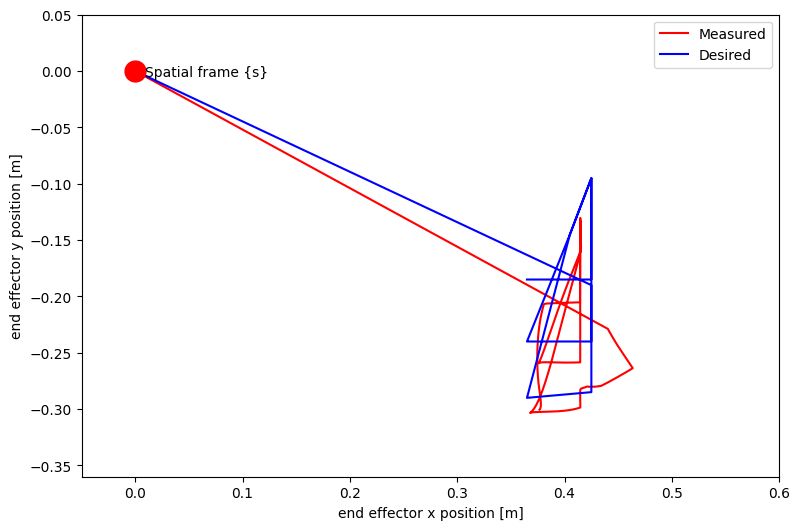 0.05
0.00
−0.05
−0.10
−0.15
−0.20
−0.25
−0.30
−0.35
end effector y position [m]
Spatial frame {s}
Measured
Desired
0.0 0.1 0.2 0.3 0.4 0.5 0.6
end effector x position [m]